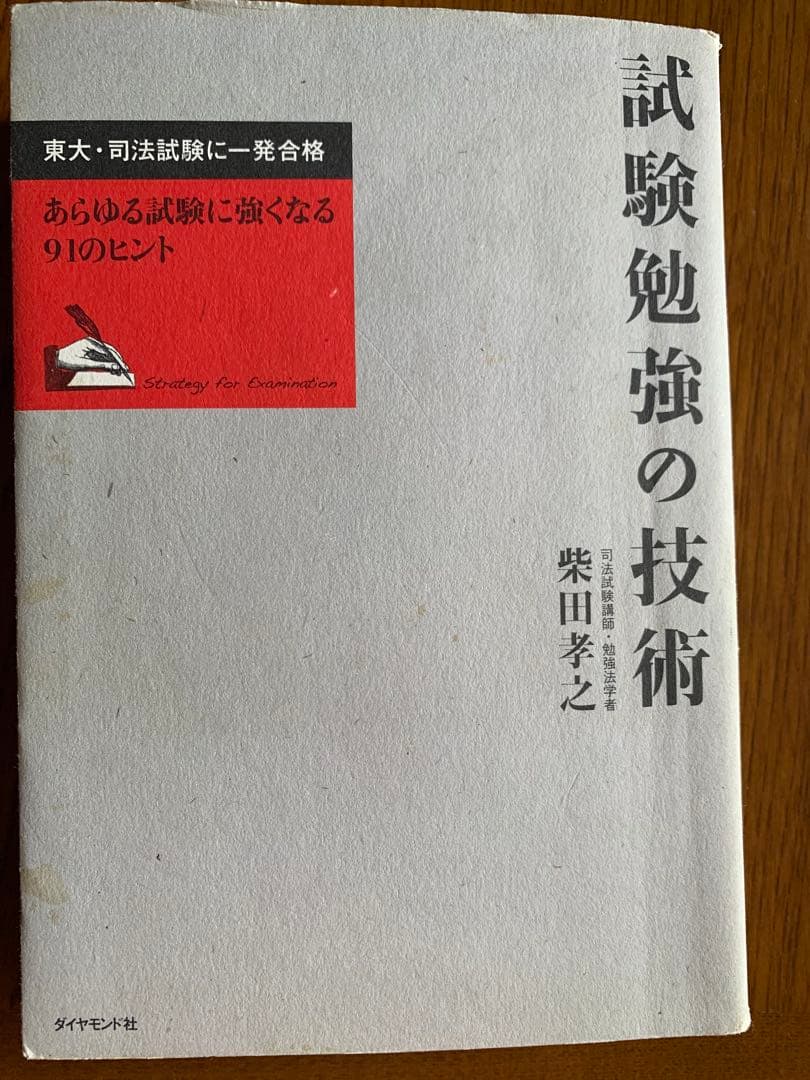 試験勉強の技術
司法試験講師・勉強法学者
柴田孝之
東大・司法試験に一発合格
あらゆる試験に強くなる
91のヒント
Strategy for Examination
ダイヤモンド社